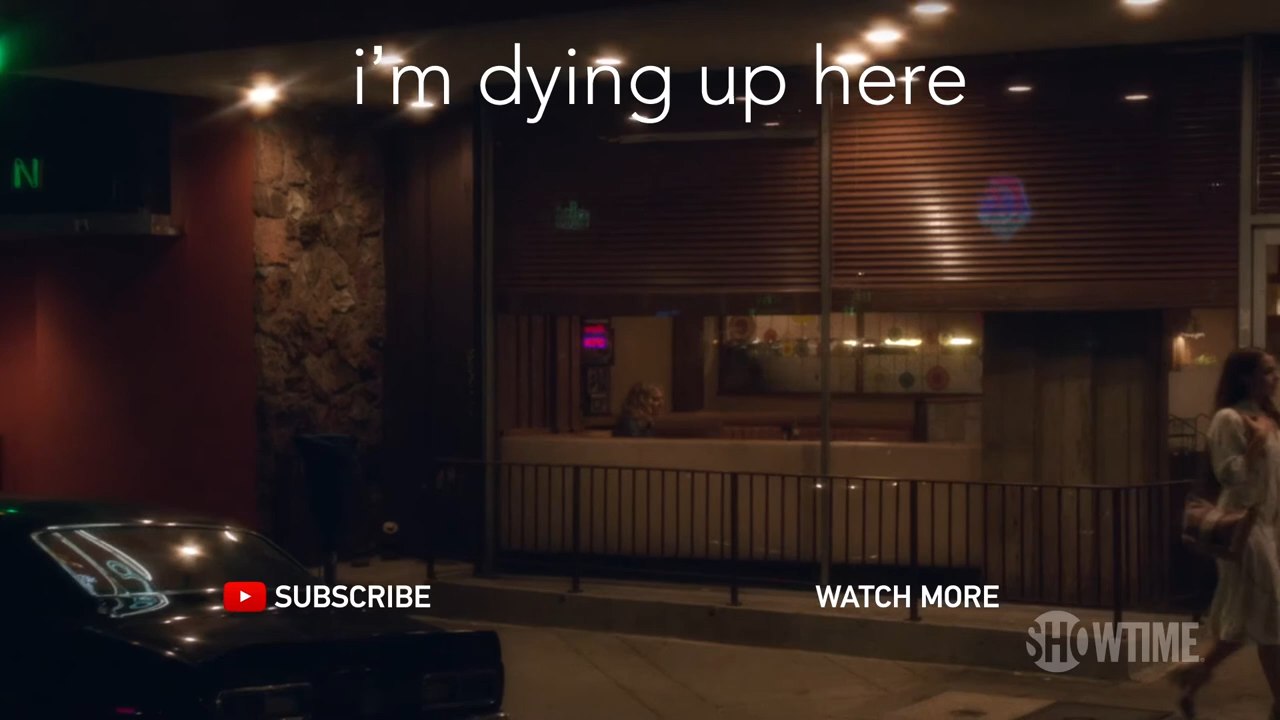 i'm dying up here
N
SUBSCRIBE
WATCH MORE
SHOWTIME